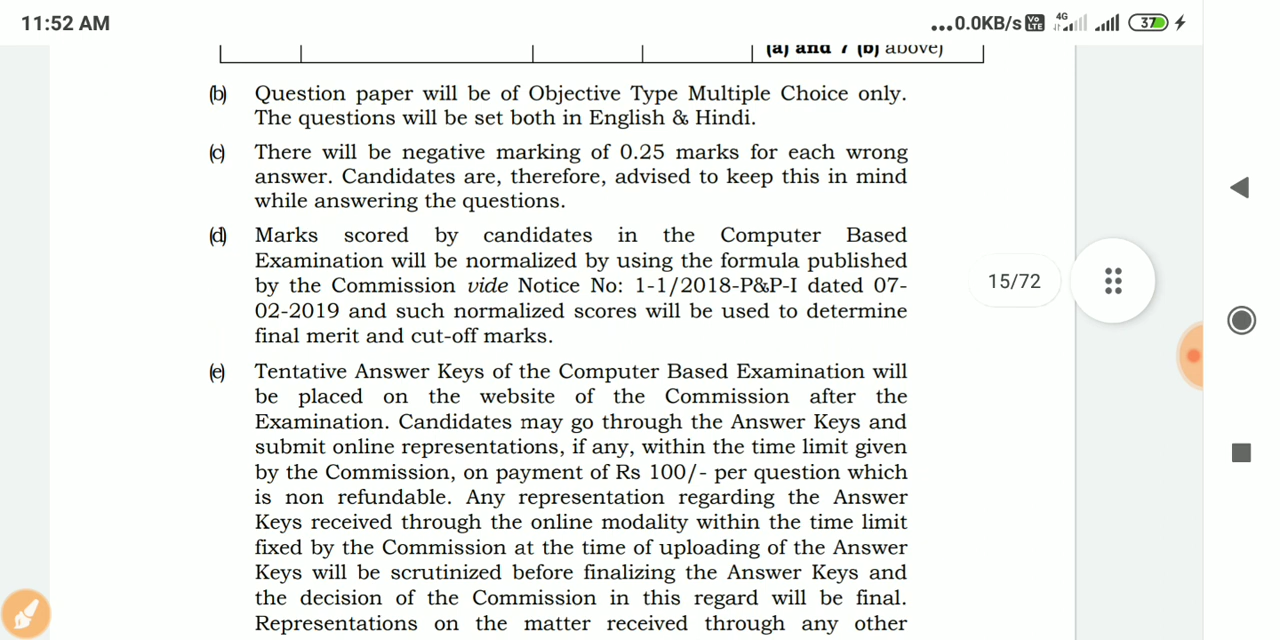 11:52 AM
...0.0KB/s Vo LTE 4G 37
(a) and 7 (b) above)
(b) Question paper will be of Objective Type Multiple Choice only.
The questions will be set both in English & Hindi.
(c) There will be negative marking of 0.25 marks for each wrong
answer. Candidates are, therefore, advised to keep this in mind
while answering the questions.
(d) Marks scored by candidates in the Computer Based
Examination will be normalized by using the formula published
by the Commission vide Notice No: 1-1/2018-P&P-I dated 07-
02-2019 and such normalized scores will be used to determine
final merit and cut-off marks.
15/72
(e) Tentative Answer Keys of the Computer Based Examination will
be placed on the website of the Commission after the
Examination. Candidates may go through the Answer Keys and
submit online representations, if any, within the time limit given
by the Commission, on payment of Rs 100/- per question which
is non refundable. Any representation regarding the Answer
Keys received through the online modality within the time limit
fixed by the Commission at the time of uploading of the Answer
Keys will be scrutinized before finalizing the Answer Keys and
the decision of the Commission in this regard will be final.
Representations on the matter received through any other